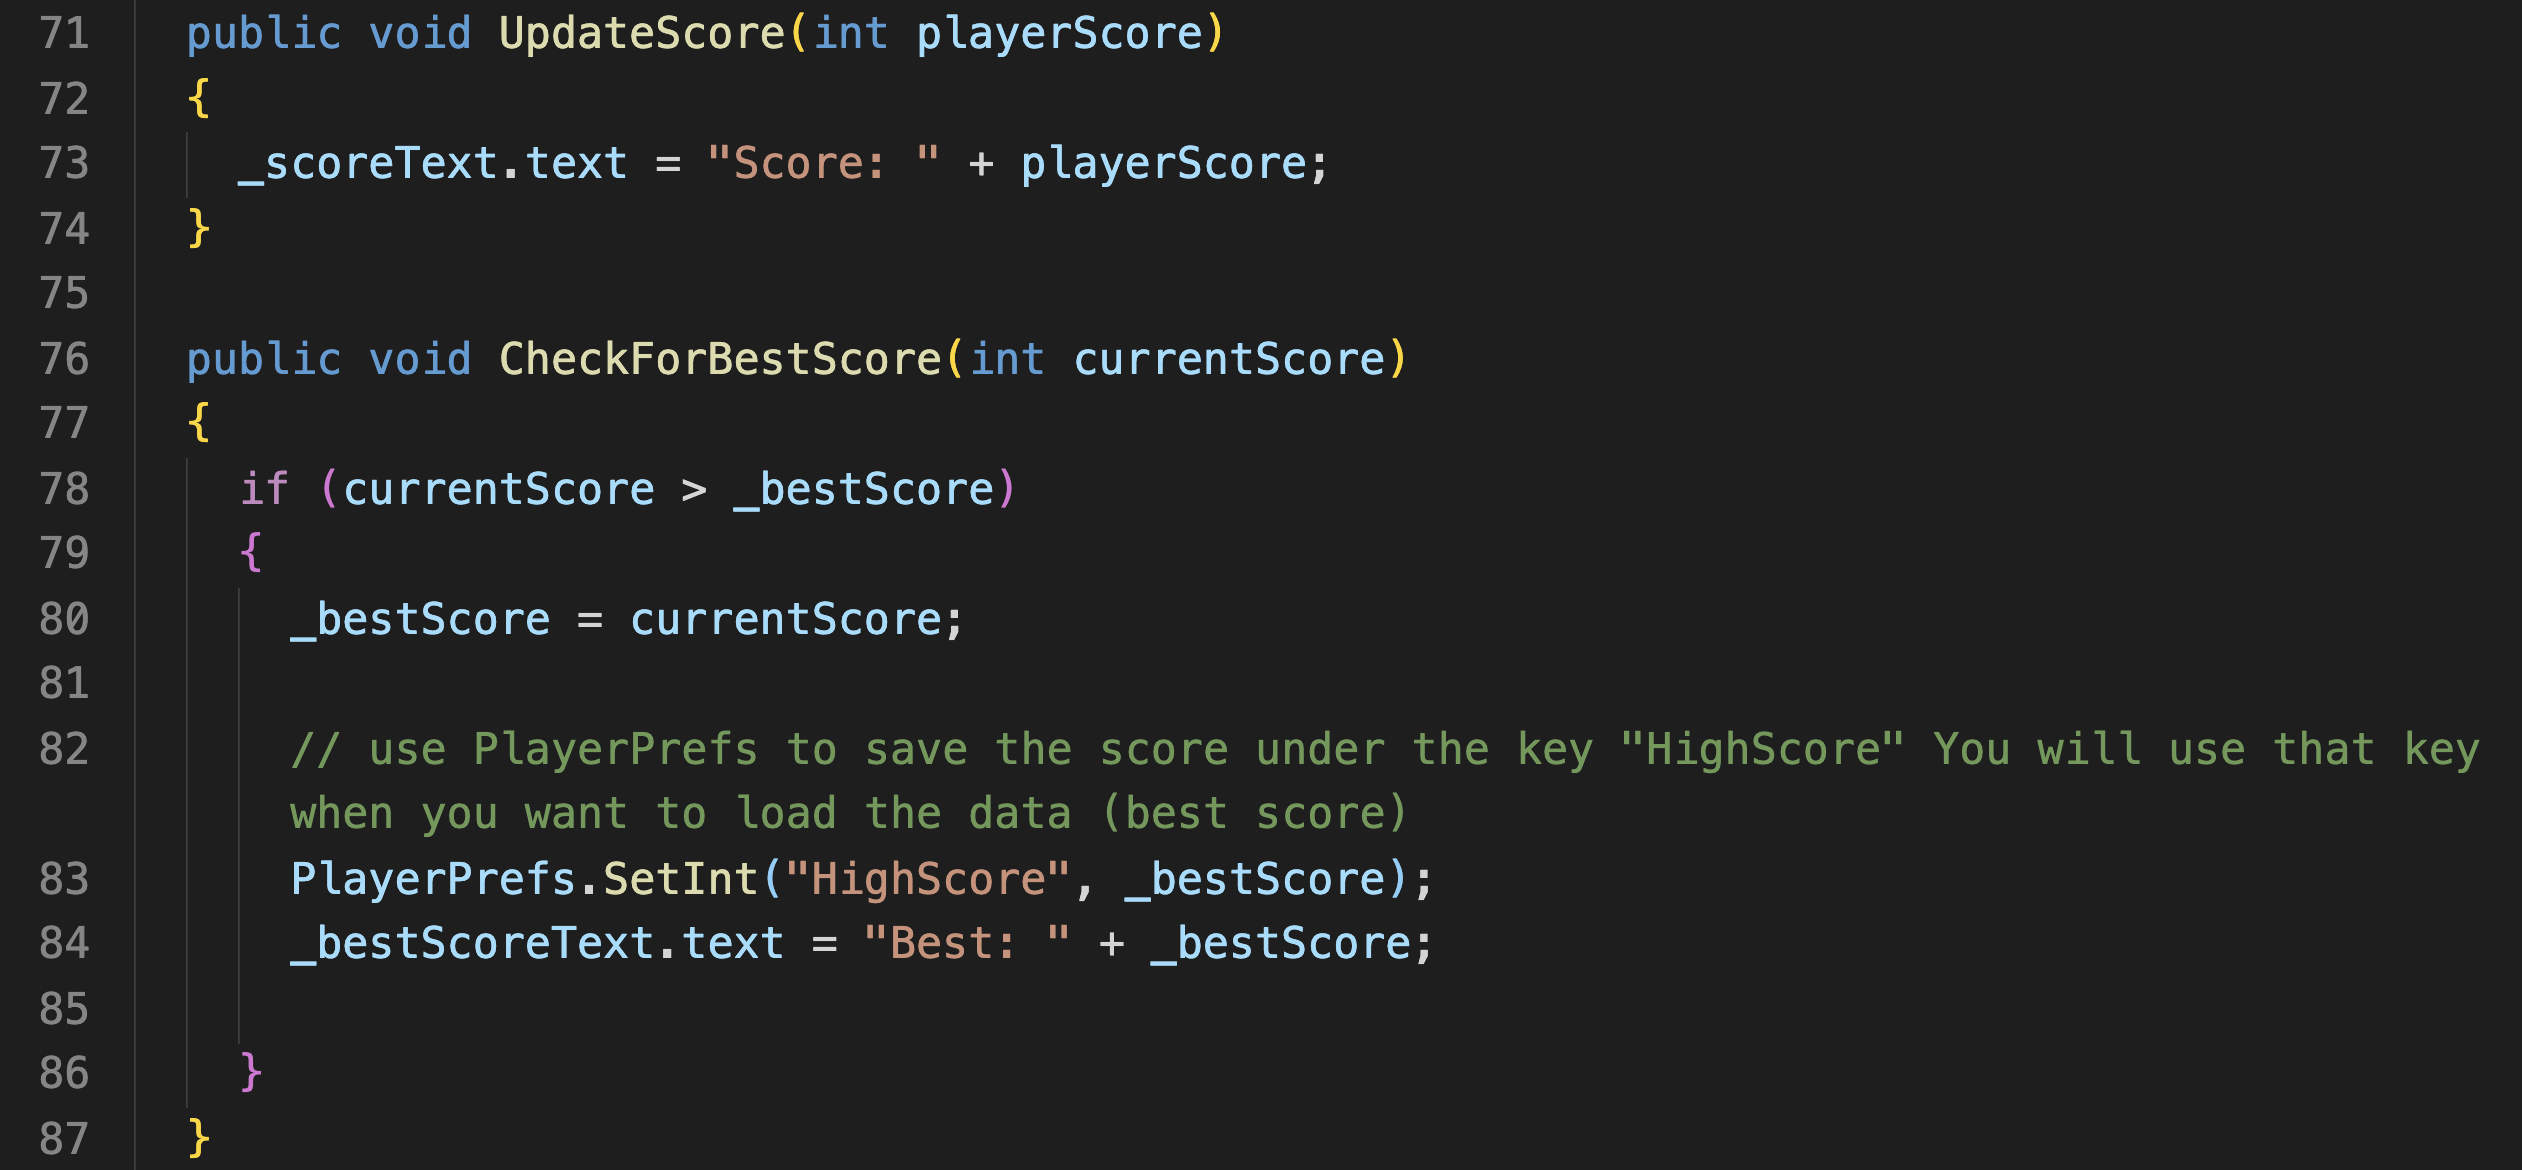 71 public void UpdateScore(int playerScore)
72 {
73 _scoreText.text = "Score: " + playerScore;
74 }
75
76 public void CheckForBestScore(int currentScore)
77 {
78 if (currentScore > _bestScore)
79 {
80 _bestScore = currentScore;
81
82 // use PlayerPrefs to save the score under the key "HighScore" You will use that key
when you want to load the data (best score)
83 PlayerPrefs.SetInt("HighScore", _bestScore);
84 _bestScoreText.text = "Best: " + _bestScore;
85
86 }
87 }